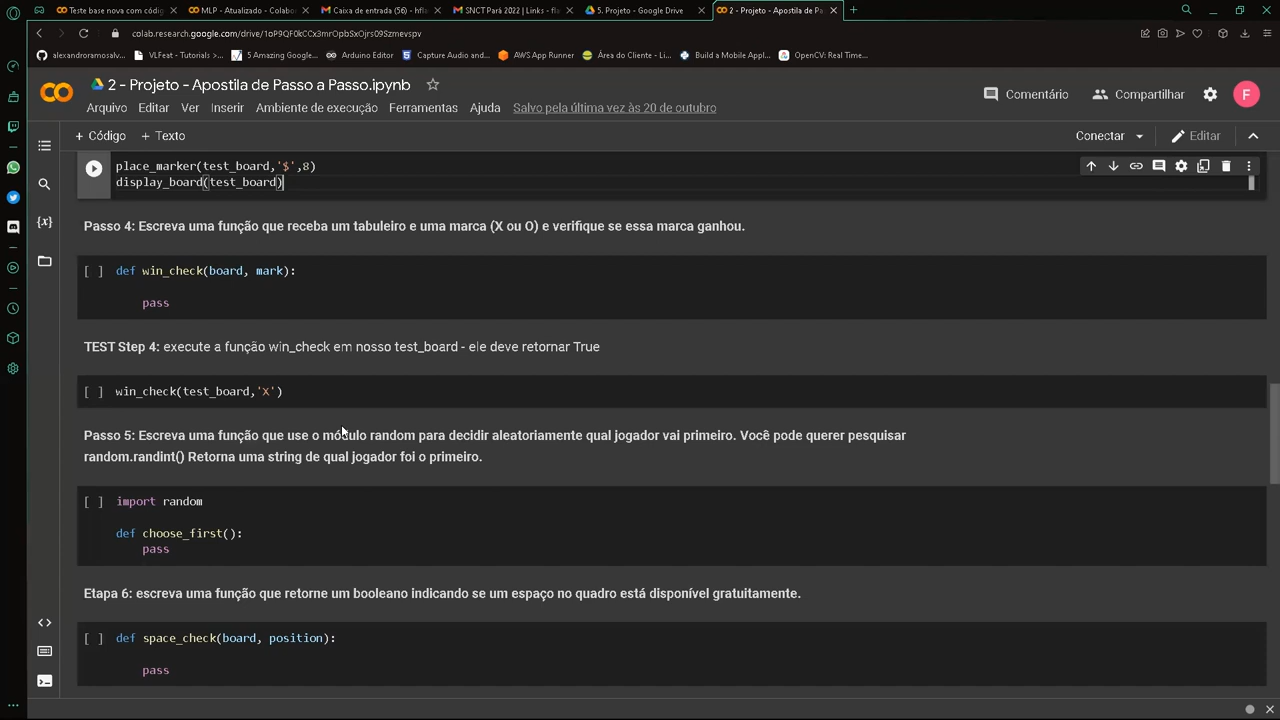 Teste base nova com códig
MLP - Atualizado - Colabo
Caixa de entrada (56) - hfla
SNCT Pará 2022 | Links - fl
5. Projeto - Google Drive
2 - Projeto - Apostila de Pa
colab.research.google.com/drive/1oP9QF0kCCx3mrOpbSxOjrs09Szmevspv
alexandroramosalv...
VLFeat - Tutorials >...
5 Amazing Google...
Arduino Editor
Capture Audio and...
AWS App Runner
Área do Cliente - Li...
Build a Mobile Appl...
OpenCV: Real Time...
2 - Projeto - Apostila de Passo a Passo.ipynb
Arquivo Editar Ver Inserir Ambiente de execução Ferramentas Ajuda Salvo pela última vez às 20 de outubro
Comentário Compartilhar F
+ Código + Texto
Conectar Editar
place_marker(test_board,'$',8)
display_board(test_board)
Passo 4: Escreva uma função que receba um tabuleiro e uma marca (X ou O) e verifique se essa marca ganhou.
[ ] def win_check(board, mark):
pass
TEST Step 4: execute a função win_check em nosso test_board - ele deve retornar True
[ ] win_check(test_board,'X')
Passo 5: Escreva uma função que use o módulo random para decidir aleatoriamente qual jogador vai primeiro. Você pode querer pesquisar
random.randint() Retorna uma string de qual jogador foi o primeiro.
[ ] import random
def choose_first():
pass
Etapa 6: escreva uma função que retorne um booleano indicando se um espaço no quadro está disponível gratuitamente.
[ ] def space_check(board, position):
pass